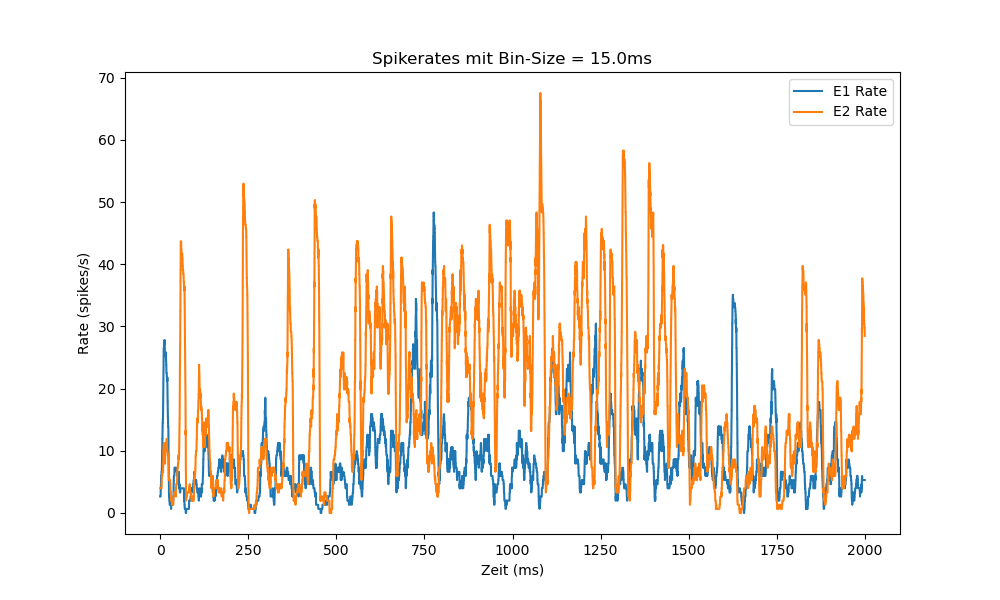 Spikerates mit Bin-Size = 15.0ms
E1 Rate
E2 Rate
70
60
50
40
30
20
10
0
Rate (spikes/s)
0 250 500 750 1000 1250 1500 1750 2000
Zeit (ms)